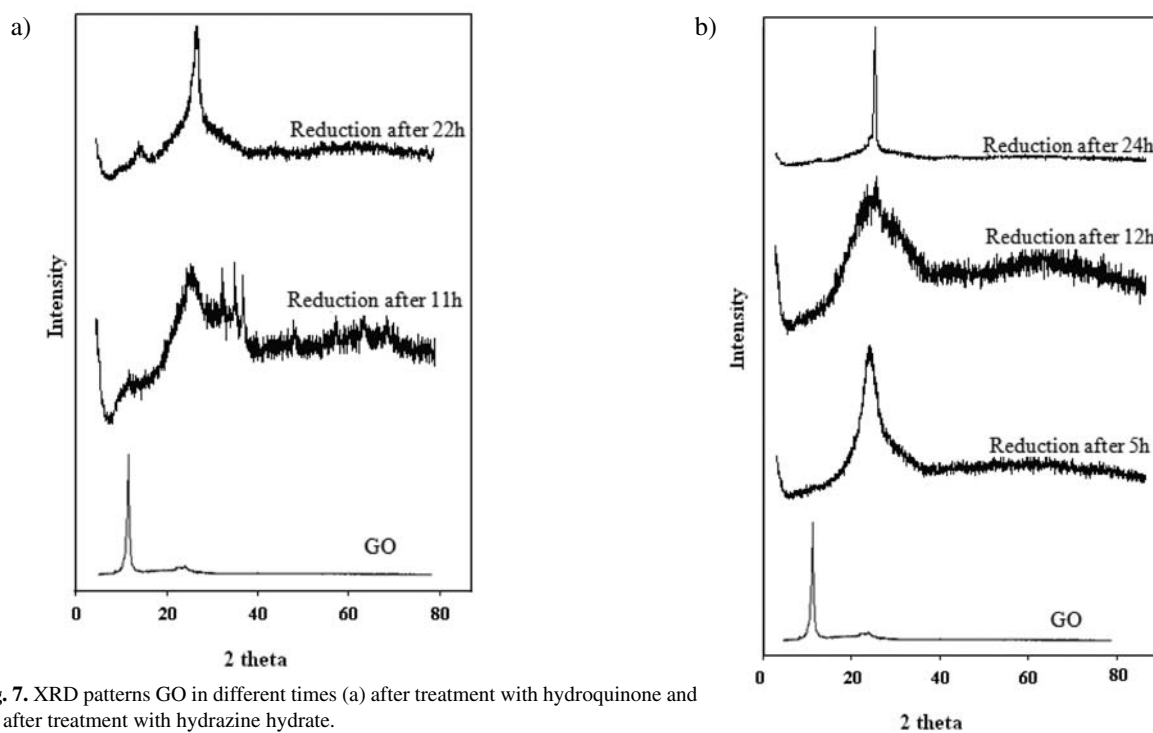 a)
Reduction after 22h
Reduction after 11h
GO
Intensity
0 20 40 60 80
2 theta
b)
Reduction after 24h
Reduction after 12h
Reduction after 5h
GO
Intensity
0 20 40 60 80
2 theta
g. 7. XRD patterns GO in different times (a) after treatment with hydroquinone and
after treatment with hydrazine hydrate.